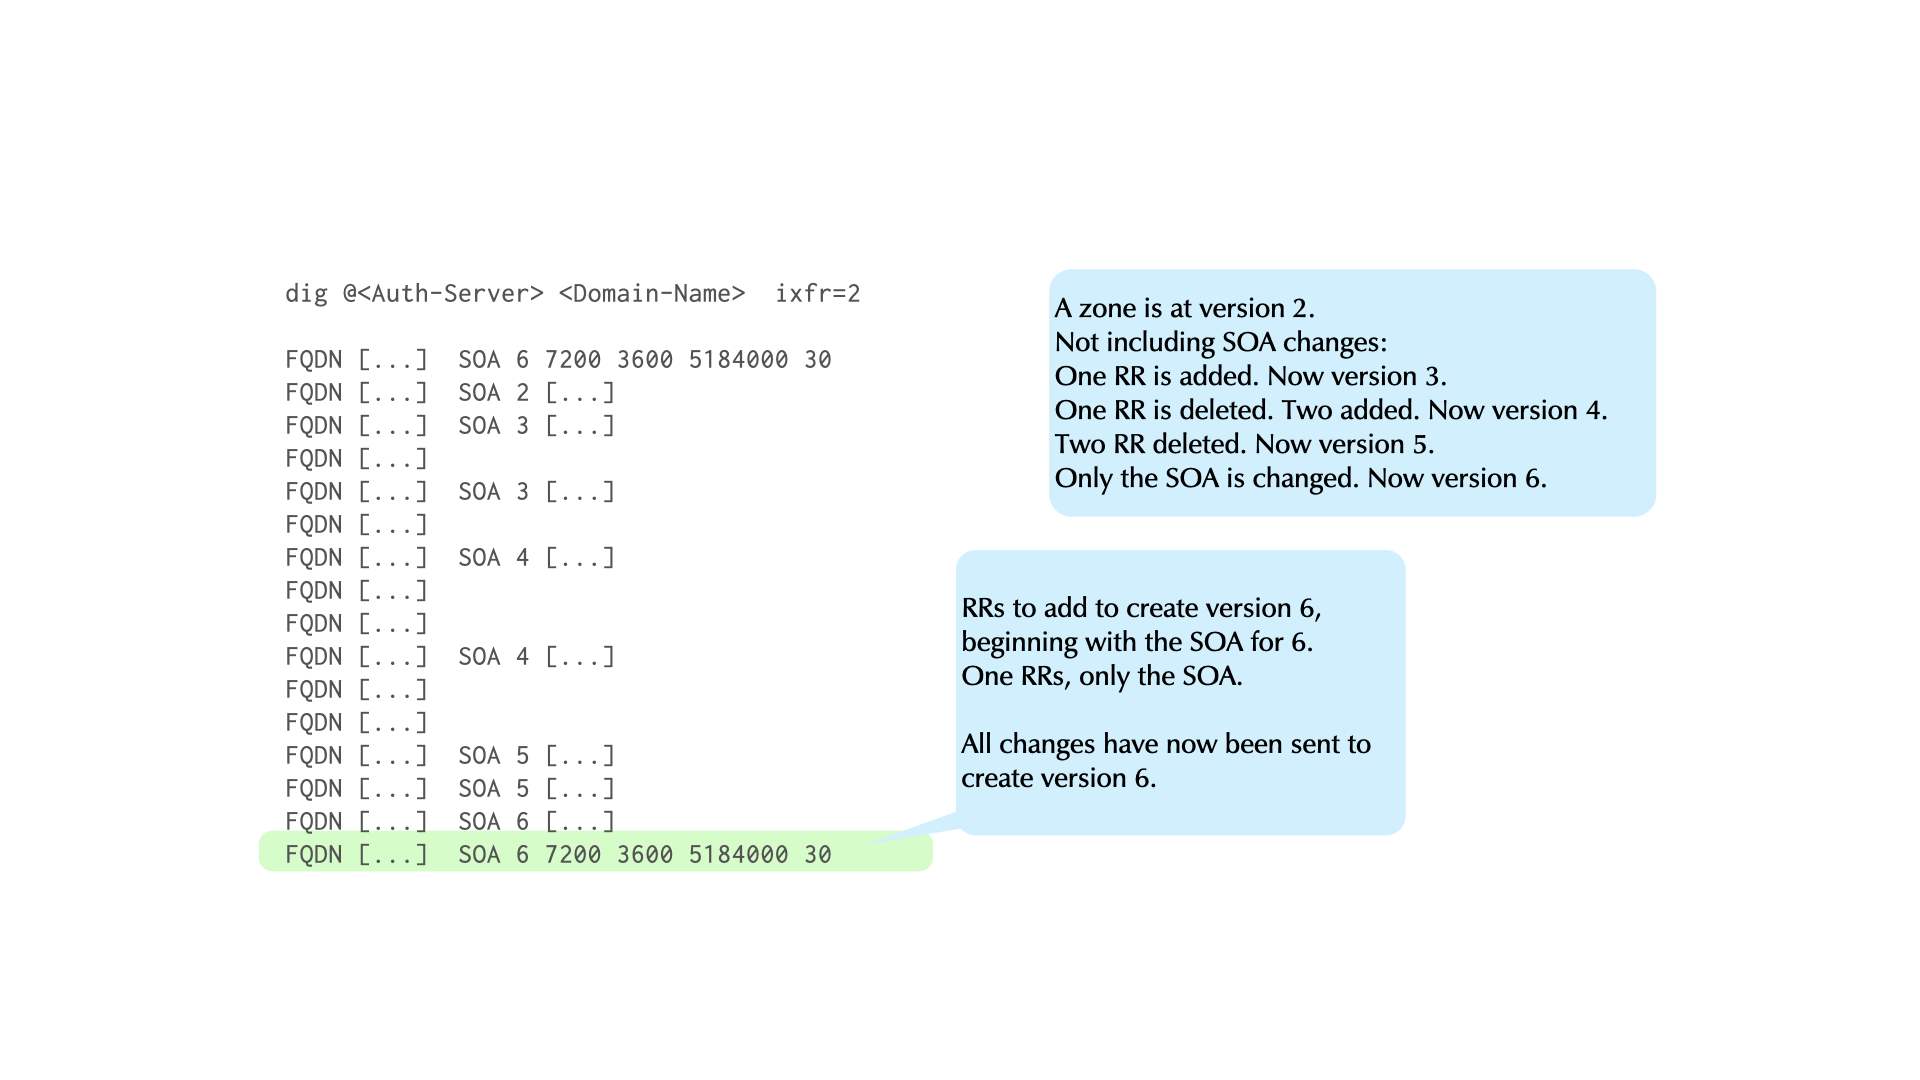 dig @<Auth-Server> <Domain-Name>  ixfr=2
FQDN [...]  SOA 6 7200 3600 5184000 30
FQDN [...]  SOA 2 [...]
FQDN [...]  SOA 3 [...]
FQDN [...]
FQDN [...]  SOA 3 [...]
FQDN [...]
FQDN [...]  SOA 4 [...]
FQDN [...]
FQDN [...]
FQDN [...]  SOA 4 [...]
FQDN [...]
FQDN [...]
FQDN [...]  SOA 5 [...]
FQDN [...]  SOA 5 [...]
FQDN [...]  SOA 6 [...]
FQDN [...]  SOA 6 7200 3600 5184000 30
A zone is at version 2.
Not including SOA changes:
One RR is added. Now version 3.
One RR is deleted. Two added. Now version 4.
Two RR deleted. Now version 5.
Only the SOA is changed. Now version 6.
RRs to add to create version 6,
beginning with the SOA for 6.
One RRs, only the SOA.
All changes have now been sent to
create version 6.